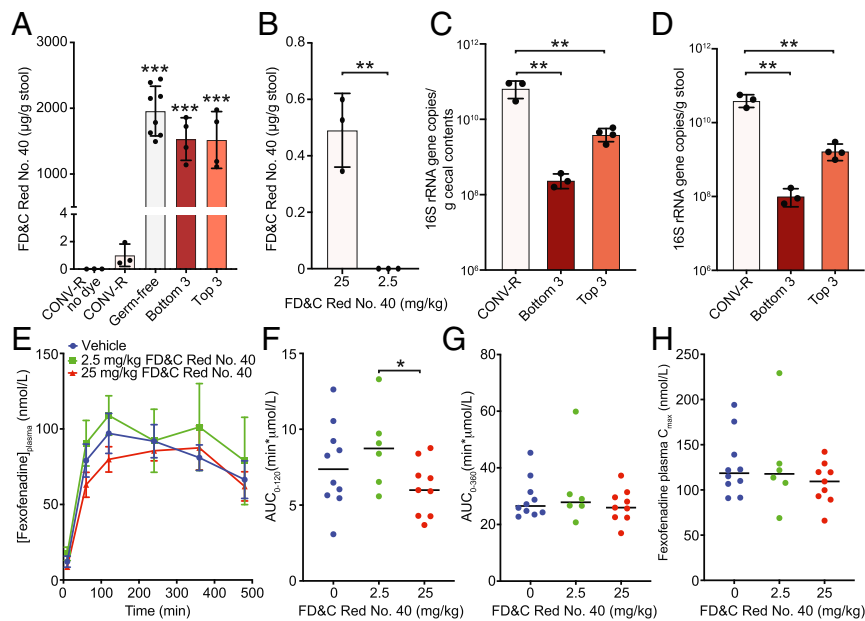 A
FD&C Red No. 40 (µg/g stool)
3000
2000
1000
4
2
0
***
***
***
CONV-R
no dye
CONV-R
Germ-free
Bottom 3
Top 3
B
FD&C Red No. 40 (µg/g stool)
0.8
0.6
0.4
0.2
0
**
25
2.5
FD&C Red No. 40 (mg/kg)
C
16S rRNA gene copies/
g cecal contents
10¹²
10¹⁰
10⁸
10⁶
**
**
CONV-R
Bottom 3
Top 3
D
16S rRNA gene copies/g stool
10¹²
10¹⁰
10⁸
10⁶
**
**
CONV-R
Bottom 3
Top 3
E
Vehicle
2.5 mg/kg FD&C Red No. 40
25 mg/kg FD&C Red No. 40
[Fexofenadine]plasma (nmol/L)
150
100
50
0
0 100 200 300 400 500
Time (min)
F
AUC0-120 (min*µmol/L)
15
10
5
0
*
0 2.5 25
FD&C Red No. 40 (mg/kg)
G
AUC0-360 (min*µmol/L)
80
60
40
20
0
0 2.5 25
FD&C Red No. 40 (mg/kg)
H
Fexofenadine plasma Cmax (nmol/L)
250
200
150
100
50
0
0 2.5 25
FD&C Red No. 40 (mg/kg)